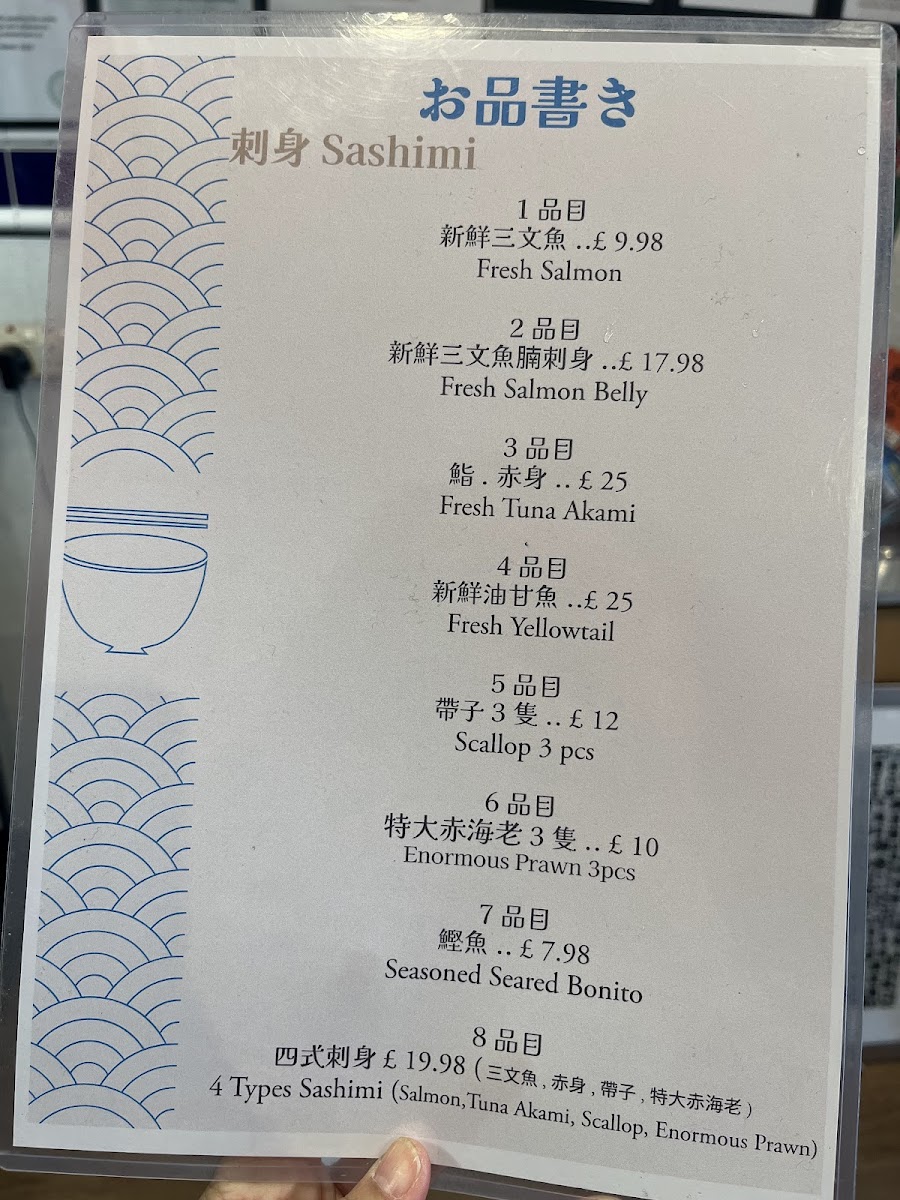 お品書き
刺身 Sashimi
1 品目
新鮮三文魚 ..£ 9.98
Fresh Salmon
2 品目
新鮮三文魚腩刺身 ..£ 17.98
Fresh Salmon Belly
3 品目
鮨 . 赤身 .. £ 25
Fresh Tuna Akami
4 品目
新鮮油甘魚 ..£ 25
Fresh Yellowtail
5 品目
帶子 3 隻 .. £ 12
Scallop 3 pcs
6 品目
特大赤海老 3 隻 .. £ 10
Enormous Prawn 3pcs
7 品目
鰹魚 .. £ 7.98
Seasoned Seared Bonito
8 品目
四式刺身 £ 19.98 ( 三文魚 , 赤身 , 帶子 , 特大赤海老 )
4 Types Sashimi (Salmon,Tuna Akami, Scallop, Enormous Prawn)